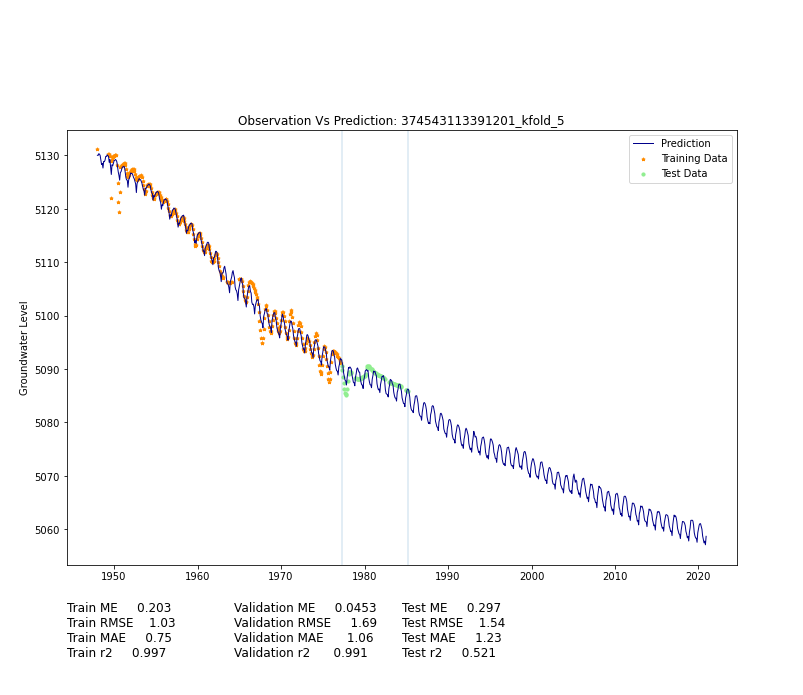 Observation Vs Prediction: 374543113391201_kfold_5
Prediction
Training Data
Test Data
Groundwater Level
5130
5120
5110
5100
5090
5080
5070
5060
1950 1960 1970 1980 1990 2000 2010 2020
Train ME 0.203 Validation ME 0.0453 Test ME 0.297
Train RMSE 1.03 Validation RMSE 1.69 Test RMSE 1.54
Train MAE 0.75 Validation MAE 1.06 Test MAE 1.23
Train r2 0.997 Validation r2 0.991 Test r2 0.521